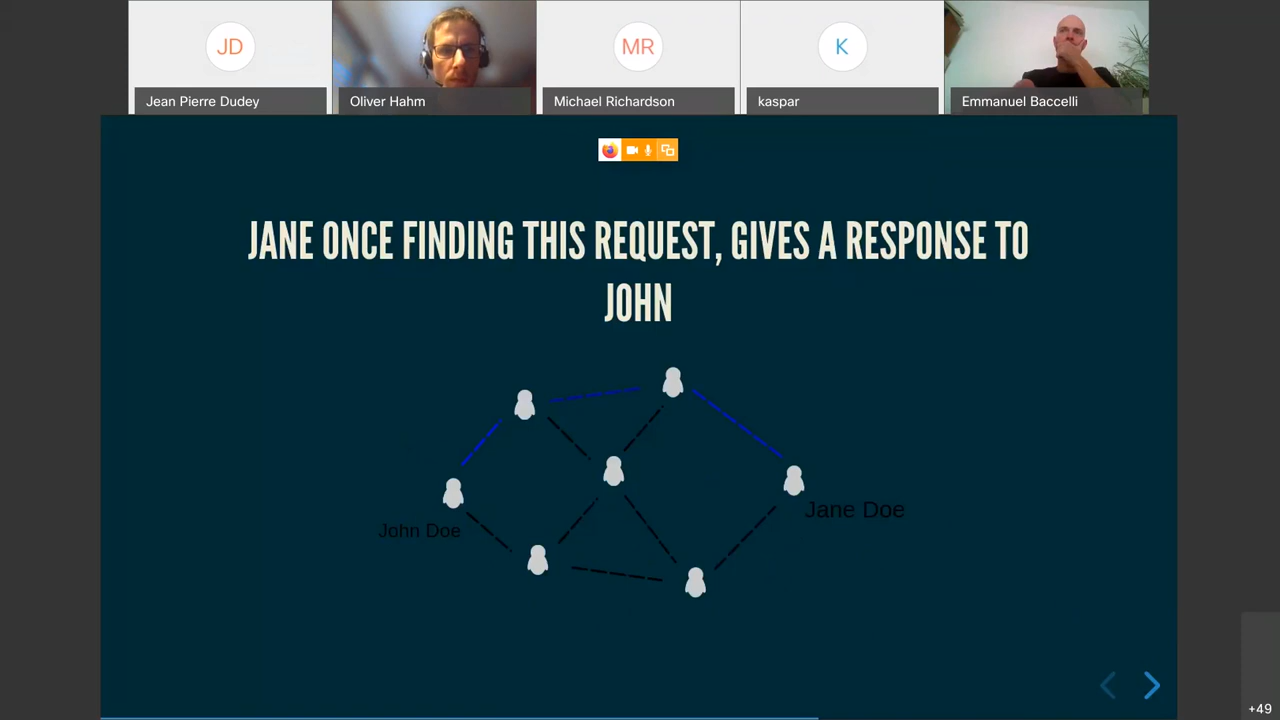 JD
MR
K
Jean Pierre Dudey
Oliver Hahm
Michael Richardson
kaspar
Emmanuel Baccelli
JANE ONCE FINDING THIS REQUEST, GIVES A RESPONSE TO
JOHN
John Doe
Jane Doe
+49